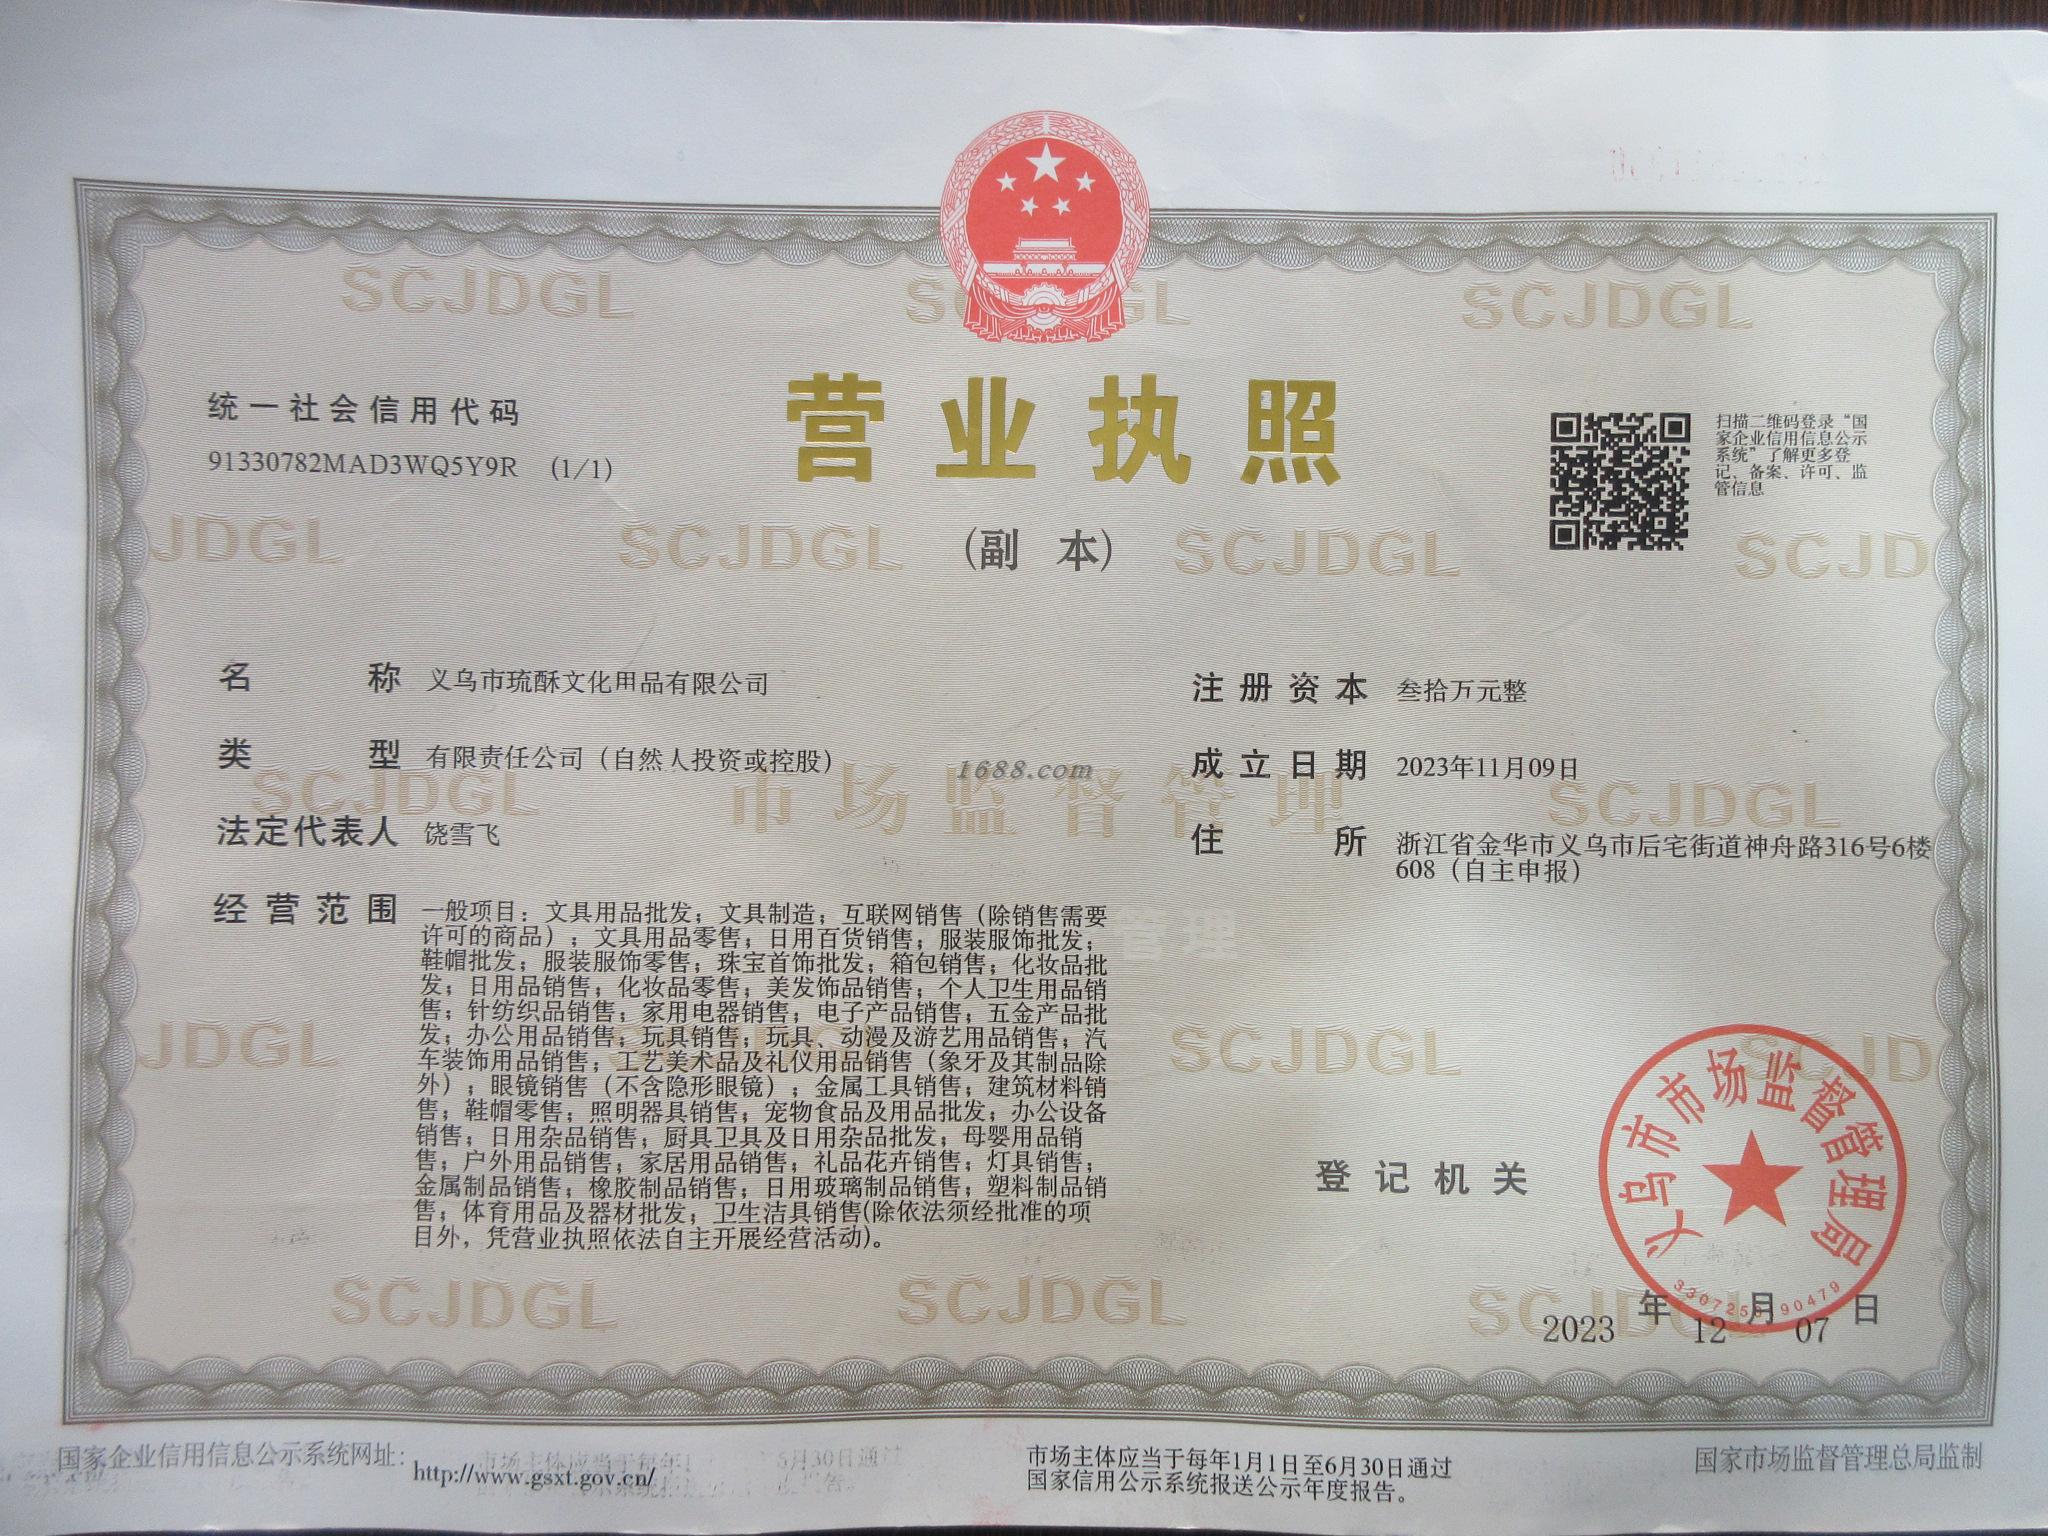 SCJDGL
SCJDGL
统一社会信用代码
91330782MAD3WQ5Y9R (1/1)
营业执照
(副 本)
扫描二维码登录“国
家企业信用信息公示
系统”了解更多登
记、备案、许可、监
管信息
JDGL SCJDGL SCJDGL SCJD
名称 义乌市琉酥文化用品有限公司
注册资本 叁拾万元整
类型 有限责任公司（自然人投资或控股）
1688.com
成立日期 2023年11月09日
SCJDGL 市场监督管理 SCJDGL
法定代表人 饶雪飞
住所 浙江省金华市义乌市后宅街道神舟路316号6楼
608（自主申报）
经营范围 一般项目：文具用品批发；文具制造；互联网销售（除销售需要
许可的商品）；文具用品零售；日用百货销售；服装服饰批发；
鞋帽批发；服装服饰零售；珠宝首饰批发；箱包销售；化妆品批
发；日用品销售；化妆品零售；美发饰品销售；个人卫生用品销
售；针纺织品销售；家用电器销售；电子产品销售；五金产品批
发；办公用品销售；玩具销售；玩具、动漫及游艺用品销售；汽
车装饰用品销售；工艺美术品及礼仪用品销售（象牙及其制品除
外）；眼镜销售（不含隐形眼镜）；金属工具销售；建筑材料销
售；鞋帽零售；照明器具销售；宠物食品及用品批发；办公设备
销售；日用杂品销售；厨具卫具及日用杂品批发；母婴用品销
售；户外用品销售；家居用品销售；礼品花卉销售；灯具销售；
金属制品销售；橡胶制品销售；日用玻璃制品销售；塑料制品销
售；体育用品及器材批发；卫生洁具销售(除依法须经批准的项
目外，凭营业执照依法自主开展经营活动)。
管理
JDGL SCJDGL SCJD
登记机关
义乌市市场监督管理局
SCJDGL SCJDGL
2023 年 12 月 07 日
国家企业信用信息公示系统网址：
http://www.gsxt.gov.cn/
市场主体应当于每年1月1日至6月30日通过
国家信用公示系统报送公示年度报告。
国家市场监督管理总局监制